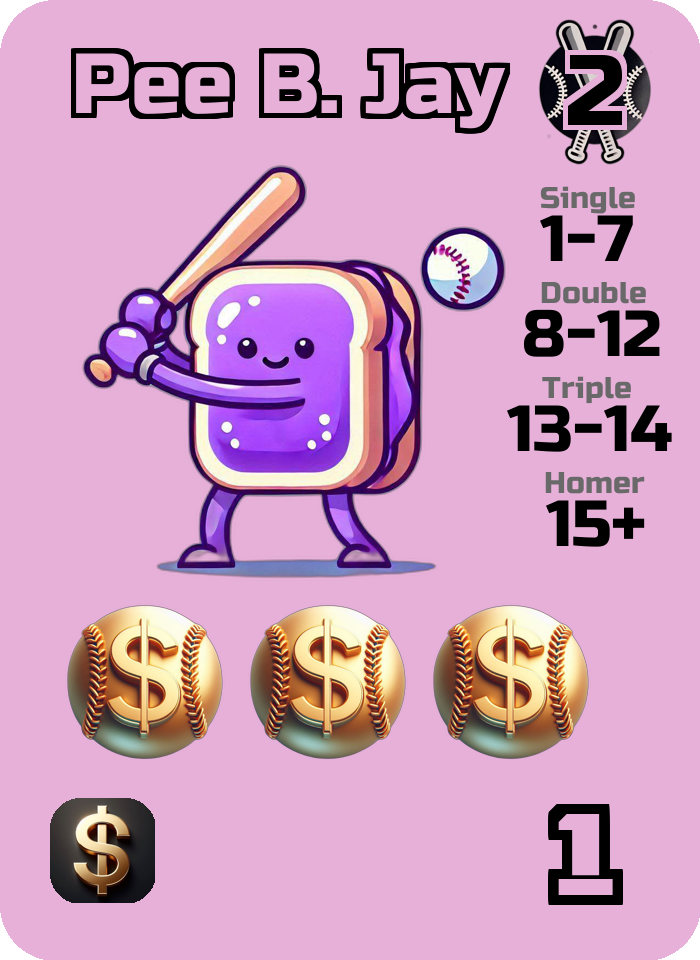 Pee B. Jay 2
Single
1-7
Double
8-12
Triple
13-14
Homer
15+
$ $ $
$ 1